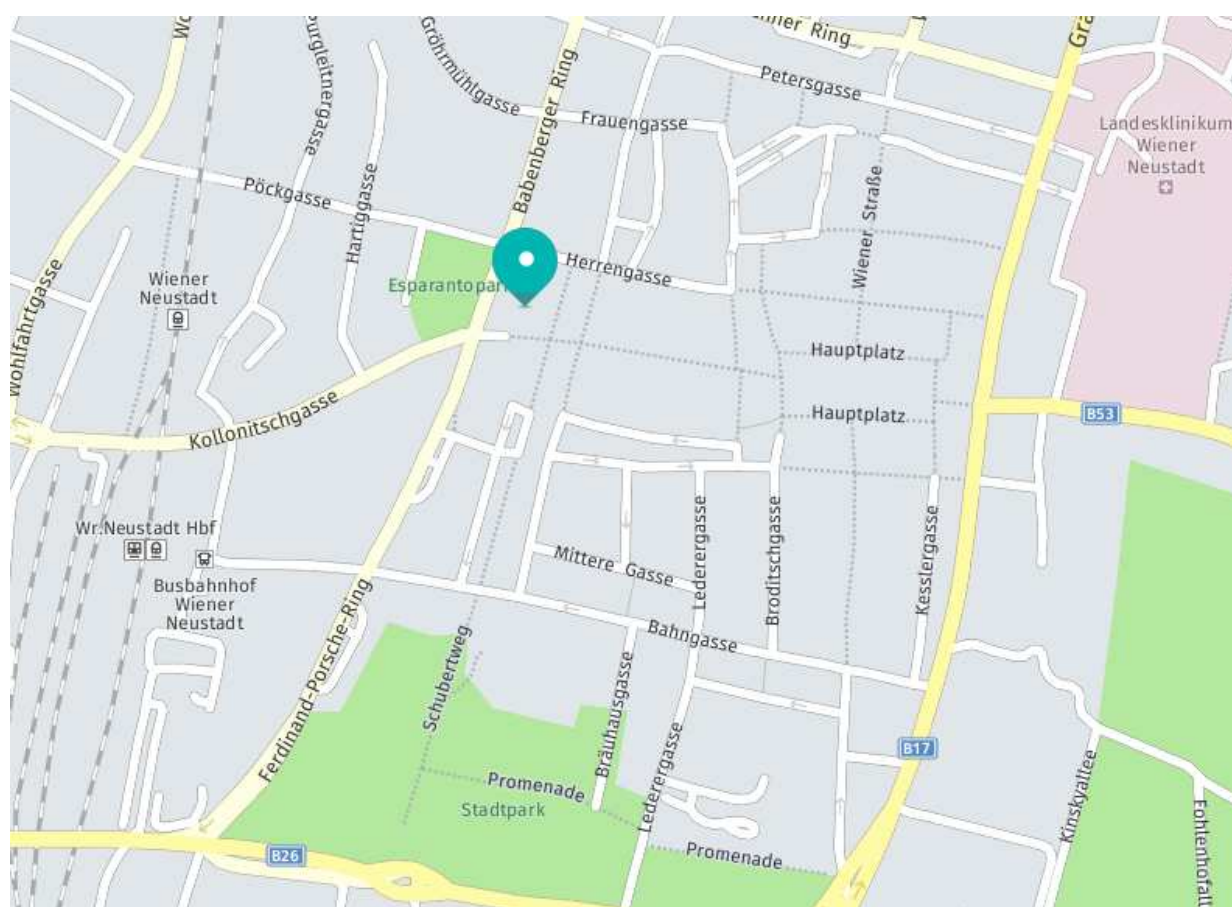 Gröhrmühlgasse
Purgleitnergasse
Babenberger Ring
Petersgasse
Frauengasse
Landesklinikum
Wiener
Neustadt
Pöckgasse
Hartiggasse
Wiener Straße
Herrengasse
Wohlfahrtgasse
Wiener
Neustadt
Hauptplatz
Hauptplatz
B53
Kollonitschgasse
Wr.Neustadt Hbf
Busbahnhof
Wiener
Neustadt
Mittere Gasse
Lederergasse
Broditschgasse
Kesslergasse
Bahngasse
Ferdinand-Porsche-Ring
Schubertweg
Bräuhausgasse
Lederergasse
B17
Promenade
Stadtpark
Promenade
Kinskyallee
B26